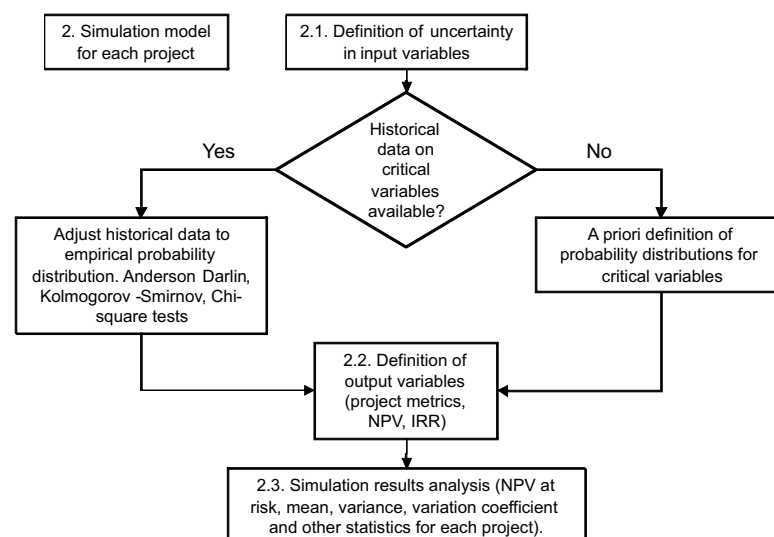 2. Simulation model
for each project
2.1. Definition of uncertainty
in input variables
Historical
data on
critical
variables
available?
Yes
No
Adjust historical data to
empirical probability
distribution. Anderson Darlin,
Kolmogorov -Smirnov, Chi-
square tests
A priori definition of
probability distributions for
critical variables
2.2. Definition of
output variables
(project metrics,
NPV, IRR)
2.3. Simulation results analysis (NPV at
risk, mean, variance, variation coefficient
and other statistics for each project).